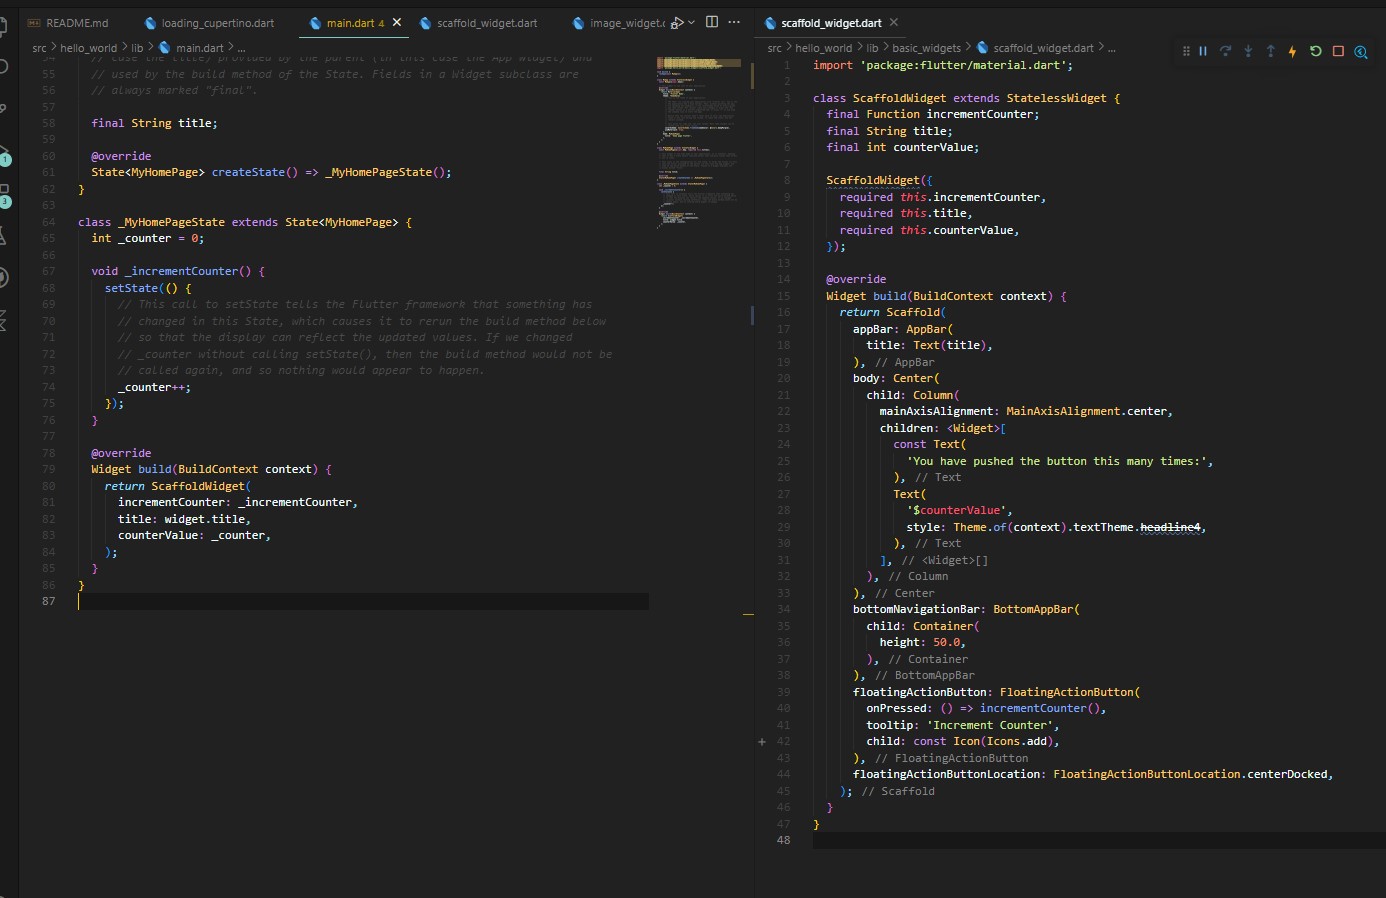 README.md
loading_cupertino.dart
main.dart 4
scaffold_widget.dart
image_widget.c
src > hello_world > lib > main.dart > ...
54 // case the title) provided by the parent (in this case the App widget) and
55 // used by the build method of the State. Fields in a Widget subclass are
56 // always marked "final".
57
58 final String title;
59
60 @override
61 State<MyHomePage> createState() => _MyHomePageState();
62 }
63
64 class _MyHomePageState extends State<MyHomePage> {
65 int _counter = 0;
66
67 void _incrementCounter() {
68 setState(() {
69 // This call to setState tells the Flutter framework that something has
70 // changed in this State, which causes it to rerun the build method below
71 // so that the display can reflect the updated values. If we changed
72 // _counter without calling setState(), then the build method would not be
73 // called again, and so nothing would appear to happen.
74 _counter++;
75 });
76 }
77
78 @override
79 Widget build(BuildContext context) {
80 return ScaffoldWidget(
81 incrementCounter: _incrementCounter,
82 title: widget.title,
83 counterValue: _counter,
84 );
85 }
86 }
87
1
3
scaffold_widget.dart
src > hello_world > lib > basic_widgets > scaffold_widget.dart > ...
1 import 'package:flutter/material.dart';
2
3 class ScaffoldWidget extends StatelessWidget {
4 final Function incrementCounter;
5 final String title;
6 final int counterValue;
7
8 ScaffoldWidget({
9 required this.incrementCounter,
10 required this.title,
11 required this.counterValue,
12 });
13
14 @override
15 Widget build(BuildContext context) {
16 return Scaffold(
17 appBar: AppBar(
18 title: Text(title),
19 ), // AppBar
20 body: Center(
21 child: Column(
22 mainAxisAlignment: MainAxisAlignment.center,
23 children: <Widget>[
24 const Text(
25 'You have pushed the button this many times:',
26 ), // Text
27 Text(
28 '$counterValue',
29 style: Theme.of(context).textTheme.headline4,
30 ), // Text
31 ], // <Widget>[]
32 ), // Column
33 ), // Center
34 bottomNavigationBar: BottomAppBar(
35 child: Container(
36 height: 50.0,
37 ), // Container
38 ), // BottomAppBar
39 floatingActionButton: FloatingActionButton(
40 onPressed: () => incrementCounter(),
41 tooltip: 'Increment Counter',
42 child: const Icon(Icons.add),
43 ), // FloatingActionButton
44 floatingActionButtonLocation: FloatingActionButtonLocation.centerDocked,
45 ); // Scaffold
46 }
47 }
48